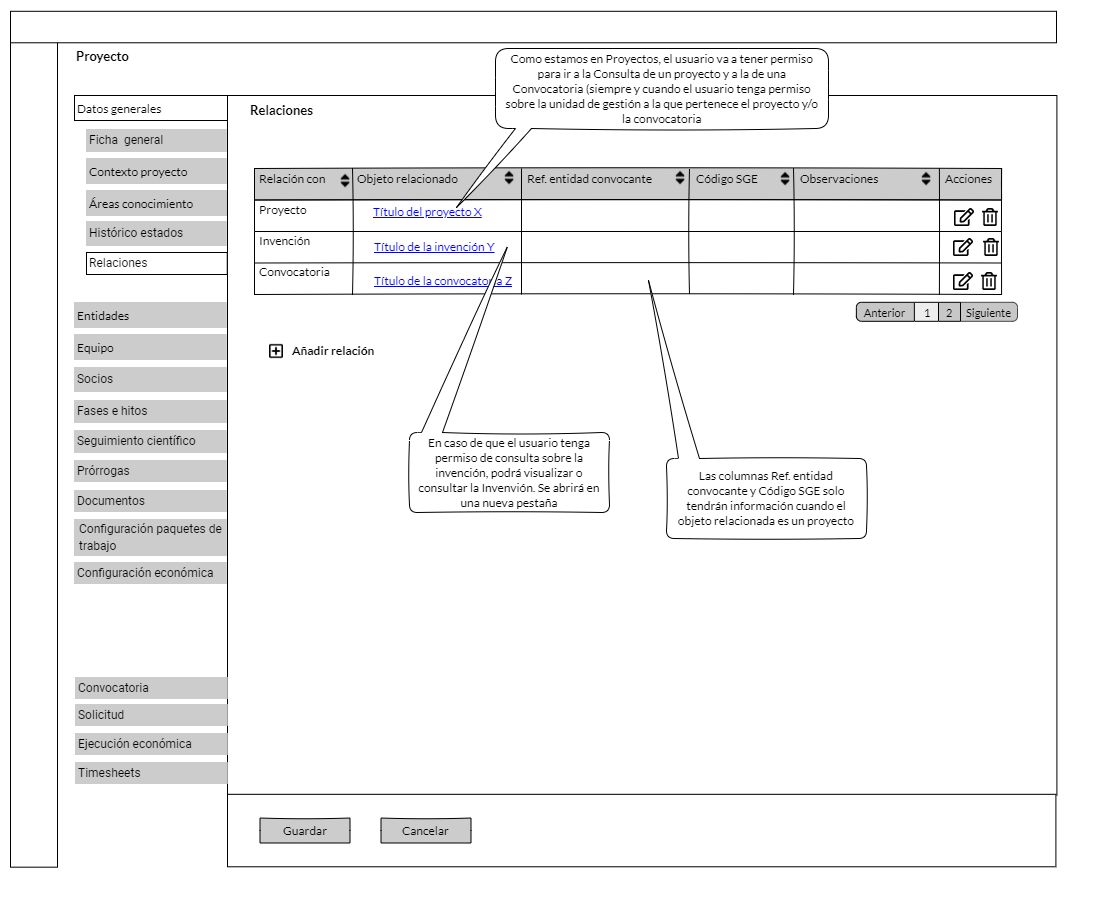 Proyecto
Como estamos en Proyectos, el usuario va a tener permiso
para ir a la Consulta de un proyecto y a la de una
Convocatoria (siempre y cuando el usuario tenga permiso
sobre la unidad de gestión a la que pertenece el proyecto y/o
la convocatoria
Datos generales
Ficha general
Contexto proyecto
Áreas conocimiento
Histórico estados
Relaciones
Entidades
Equipo
Socios
Fases e hitos
Seguimiento científico
Prórrogas
Documentos
Configuración paquetes de
trabajo
Configuración económica
Convocatoria
Solicitud
Ejecución económica
Timesheets
Relaciones
Relación con Objeto relacionado Ref. entidad convocante Código SGE Observaciones Acciones
Proyecto Título del proyecto X
Invención Título de la invención Y
Convocatoria Título de la convocatoria Z
Anterior 1 2 Siguiente
Añadir relación
En caso de que el usuario tenga
permiso de consulta sobre la
invención, podrá visualizar o
consultar la Invenvión. Se abrirá en
una nueva pestaña
Las columnas Ref. entidad
convocante y Código SGE solo
tendrán información cuando el
objeto relacionada es un proyecto
Guardar Cancelar